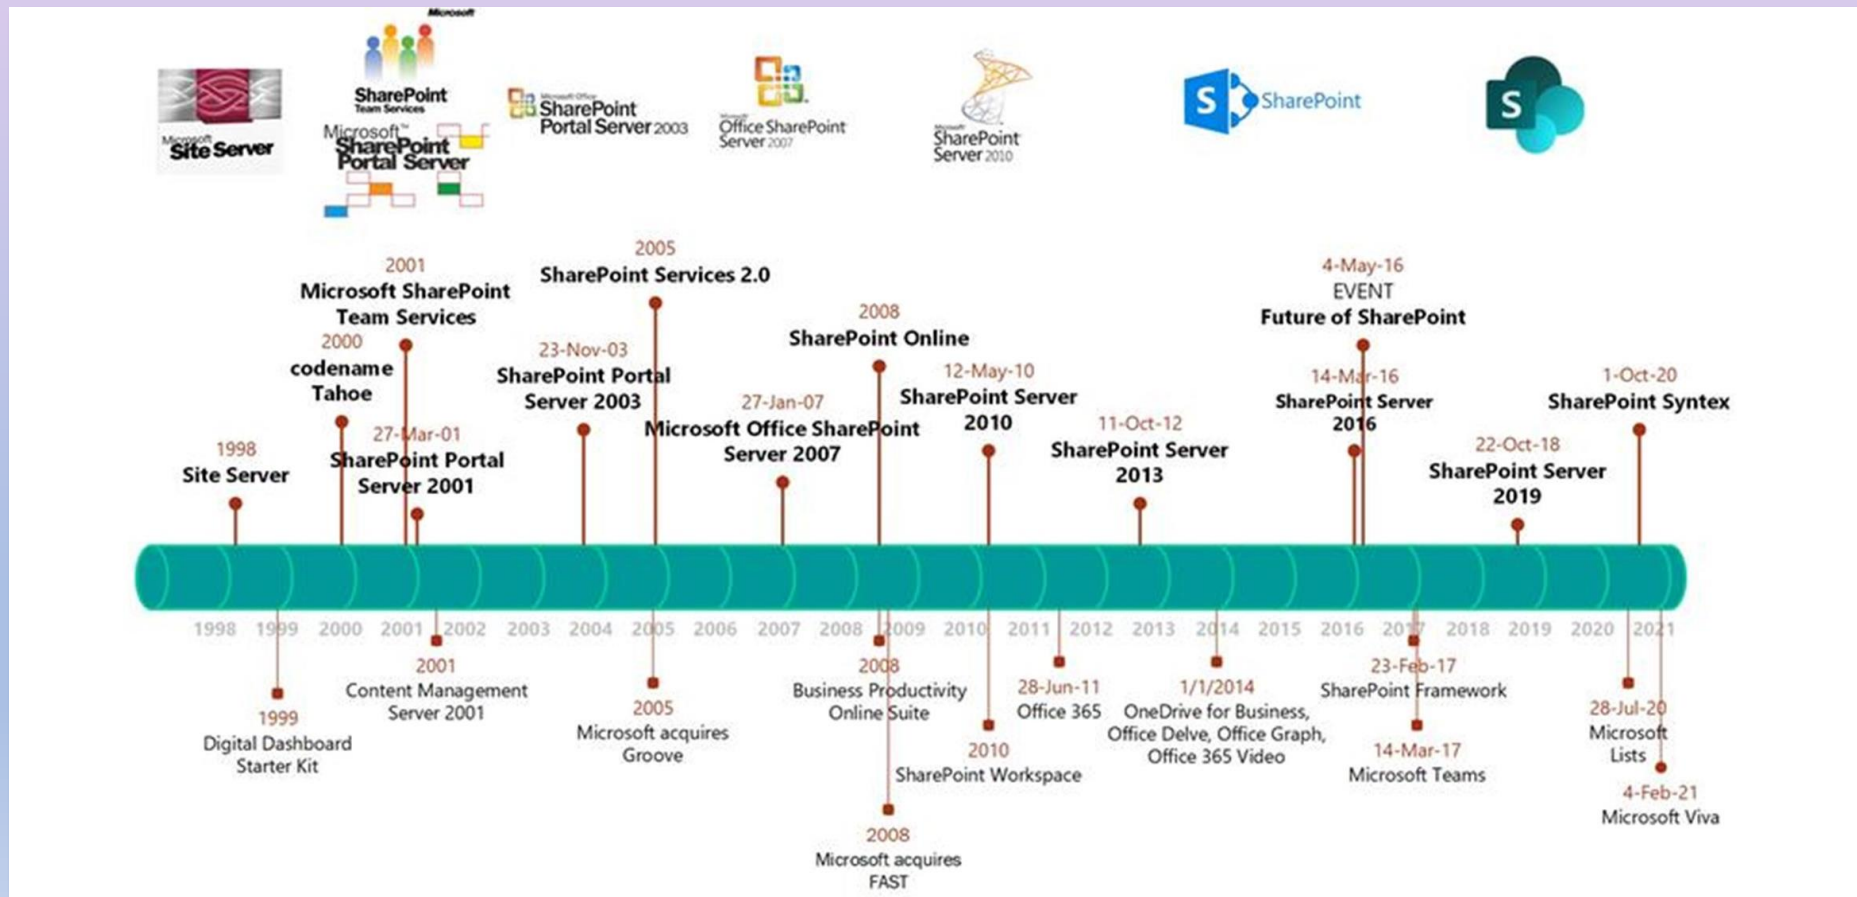 Microsoft
Site Server
Microsoft
SharePoint
Team Services
Microsoft™
SharePoint
Portal Server
Microsoft Office
SharePoint
Portal Server 2003
Microsoft
Office SharePoint
Server 2007
Microsoft
SharePoint
Server 2010
S SharePoint
S
1998
Site Server
2000
codename
Tahoe
2001
Microsoft SharePoint
Team Services
27-Mar-01
SharePoint Portal
Server 2001
23-Nov-03
SharePoint Portal
Server 2003
2005
SharePoint Services 2.0
27-Jan-07
Microsoft Office SharePoint
Server 2007
2008
SharePoint Online
12-May-10
SharePoint Server
2010
11-Oct-12
SharePoint Server
2013
4-May-16
EVENT
Future of SharePoint
14-Mar-16
SharePoint Server
2016
22-Oct-18
SharePoint Server
2019
1-Oct-20
SharePoint Syntex
1998 1999 2000 2001 2002 2003 2004 2005 2006 2007 2008 2009 2010 2011 2012 2013 2014 2015 2016 2017 2018 2019 2020 2021
1999
Digital Dashboard
Starter Kit
2001
Content Management
Server 2001
2005
Microsoft acquires
Groove
2008
Business Productivity
Online Suite
2008
Microsoft acquires
FAST
2010
SharePoint Workspace
28-Jun-11
Office 365
1/1/2014
OneDrive for Business,
Office Delve, Office Graph,
Office 365 Video
23-Feb-17
SharePoint Framework
14-Mar-17
Microsoft Teams
28-Jul-20
Microsoft
Lists
4-Feb-21
Microsoft Viva